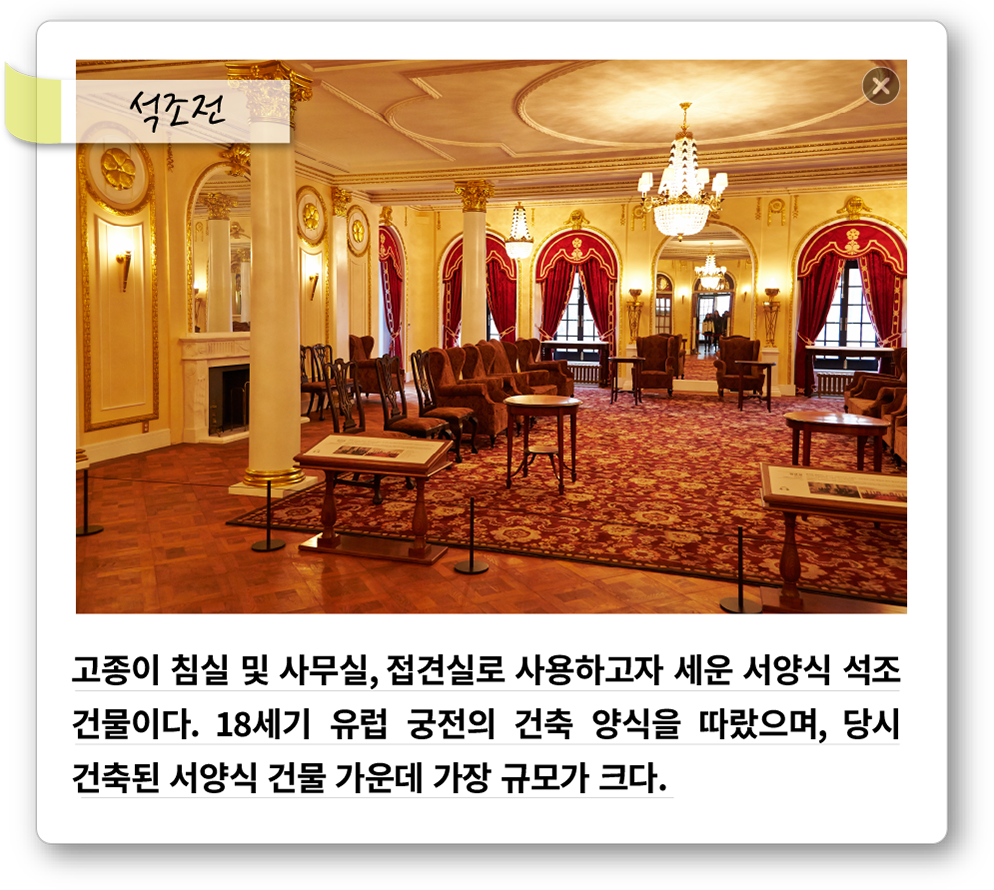 석조전
고종이 침실 및 사무실, 접견실로 사용하고자 세운 서양식 석조
건물이다. 18세기 유럽 궁전의 건축 양식을 따랐으며, 당시
건축된 서양식 건물 가운데 가장 규모가 크다.